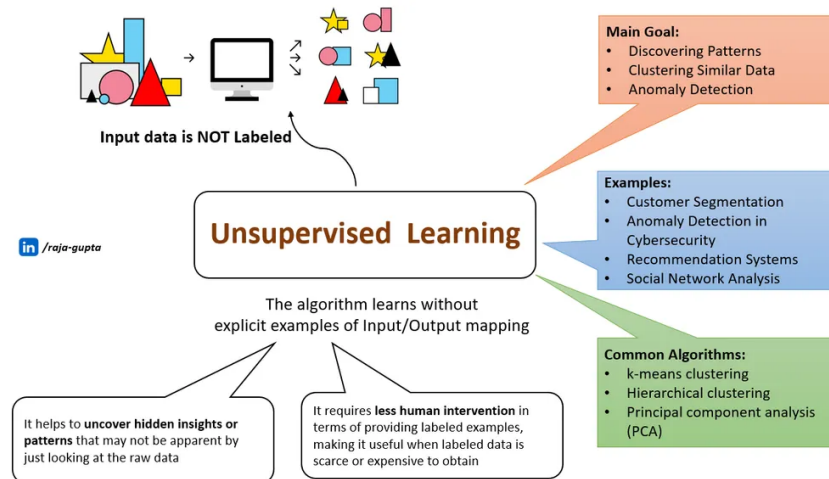 Input data is NOT Labeled
Main Goal:
• Discovering Patterns
• Clustering Similar Data
• Anomaly Detection
Examples:
• Customer Segmentation
• Anomaly Detection in
Cybersecurity
• Recommendation Systems
• Social Network Analysis
Unsupervised Learning
in /raja-gupta
The algorithm learns without
explicit examples of Input/Output mapping
Common Algorithms:
• k-means clustering
• Hierarchical clustering
• Principal component analysis
(PCA)
It helps to uncover hidden insights or
patterns that may not be apparent by
just looking at the raw data
It requires less human intervention in
terms of providing labeled examples,
making it useful when labeled data is
scarce or expensive to obtain